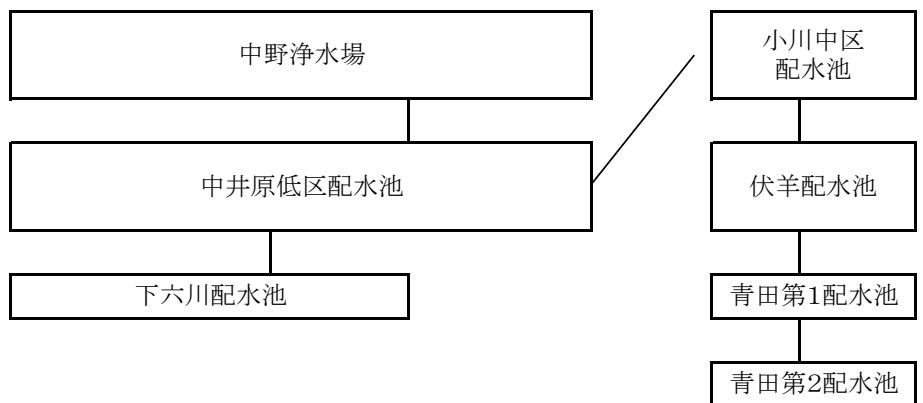 中野浄水場
中井原低区配水池
下六川配水池
小川中区
配水池
伏羊配水池
青田第1配水池
青田第2配水池